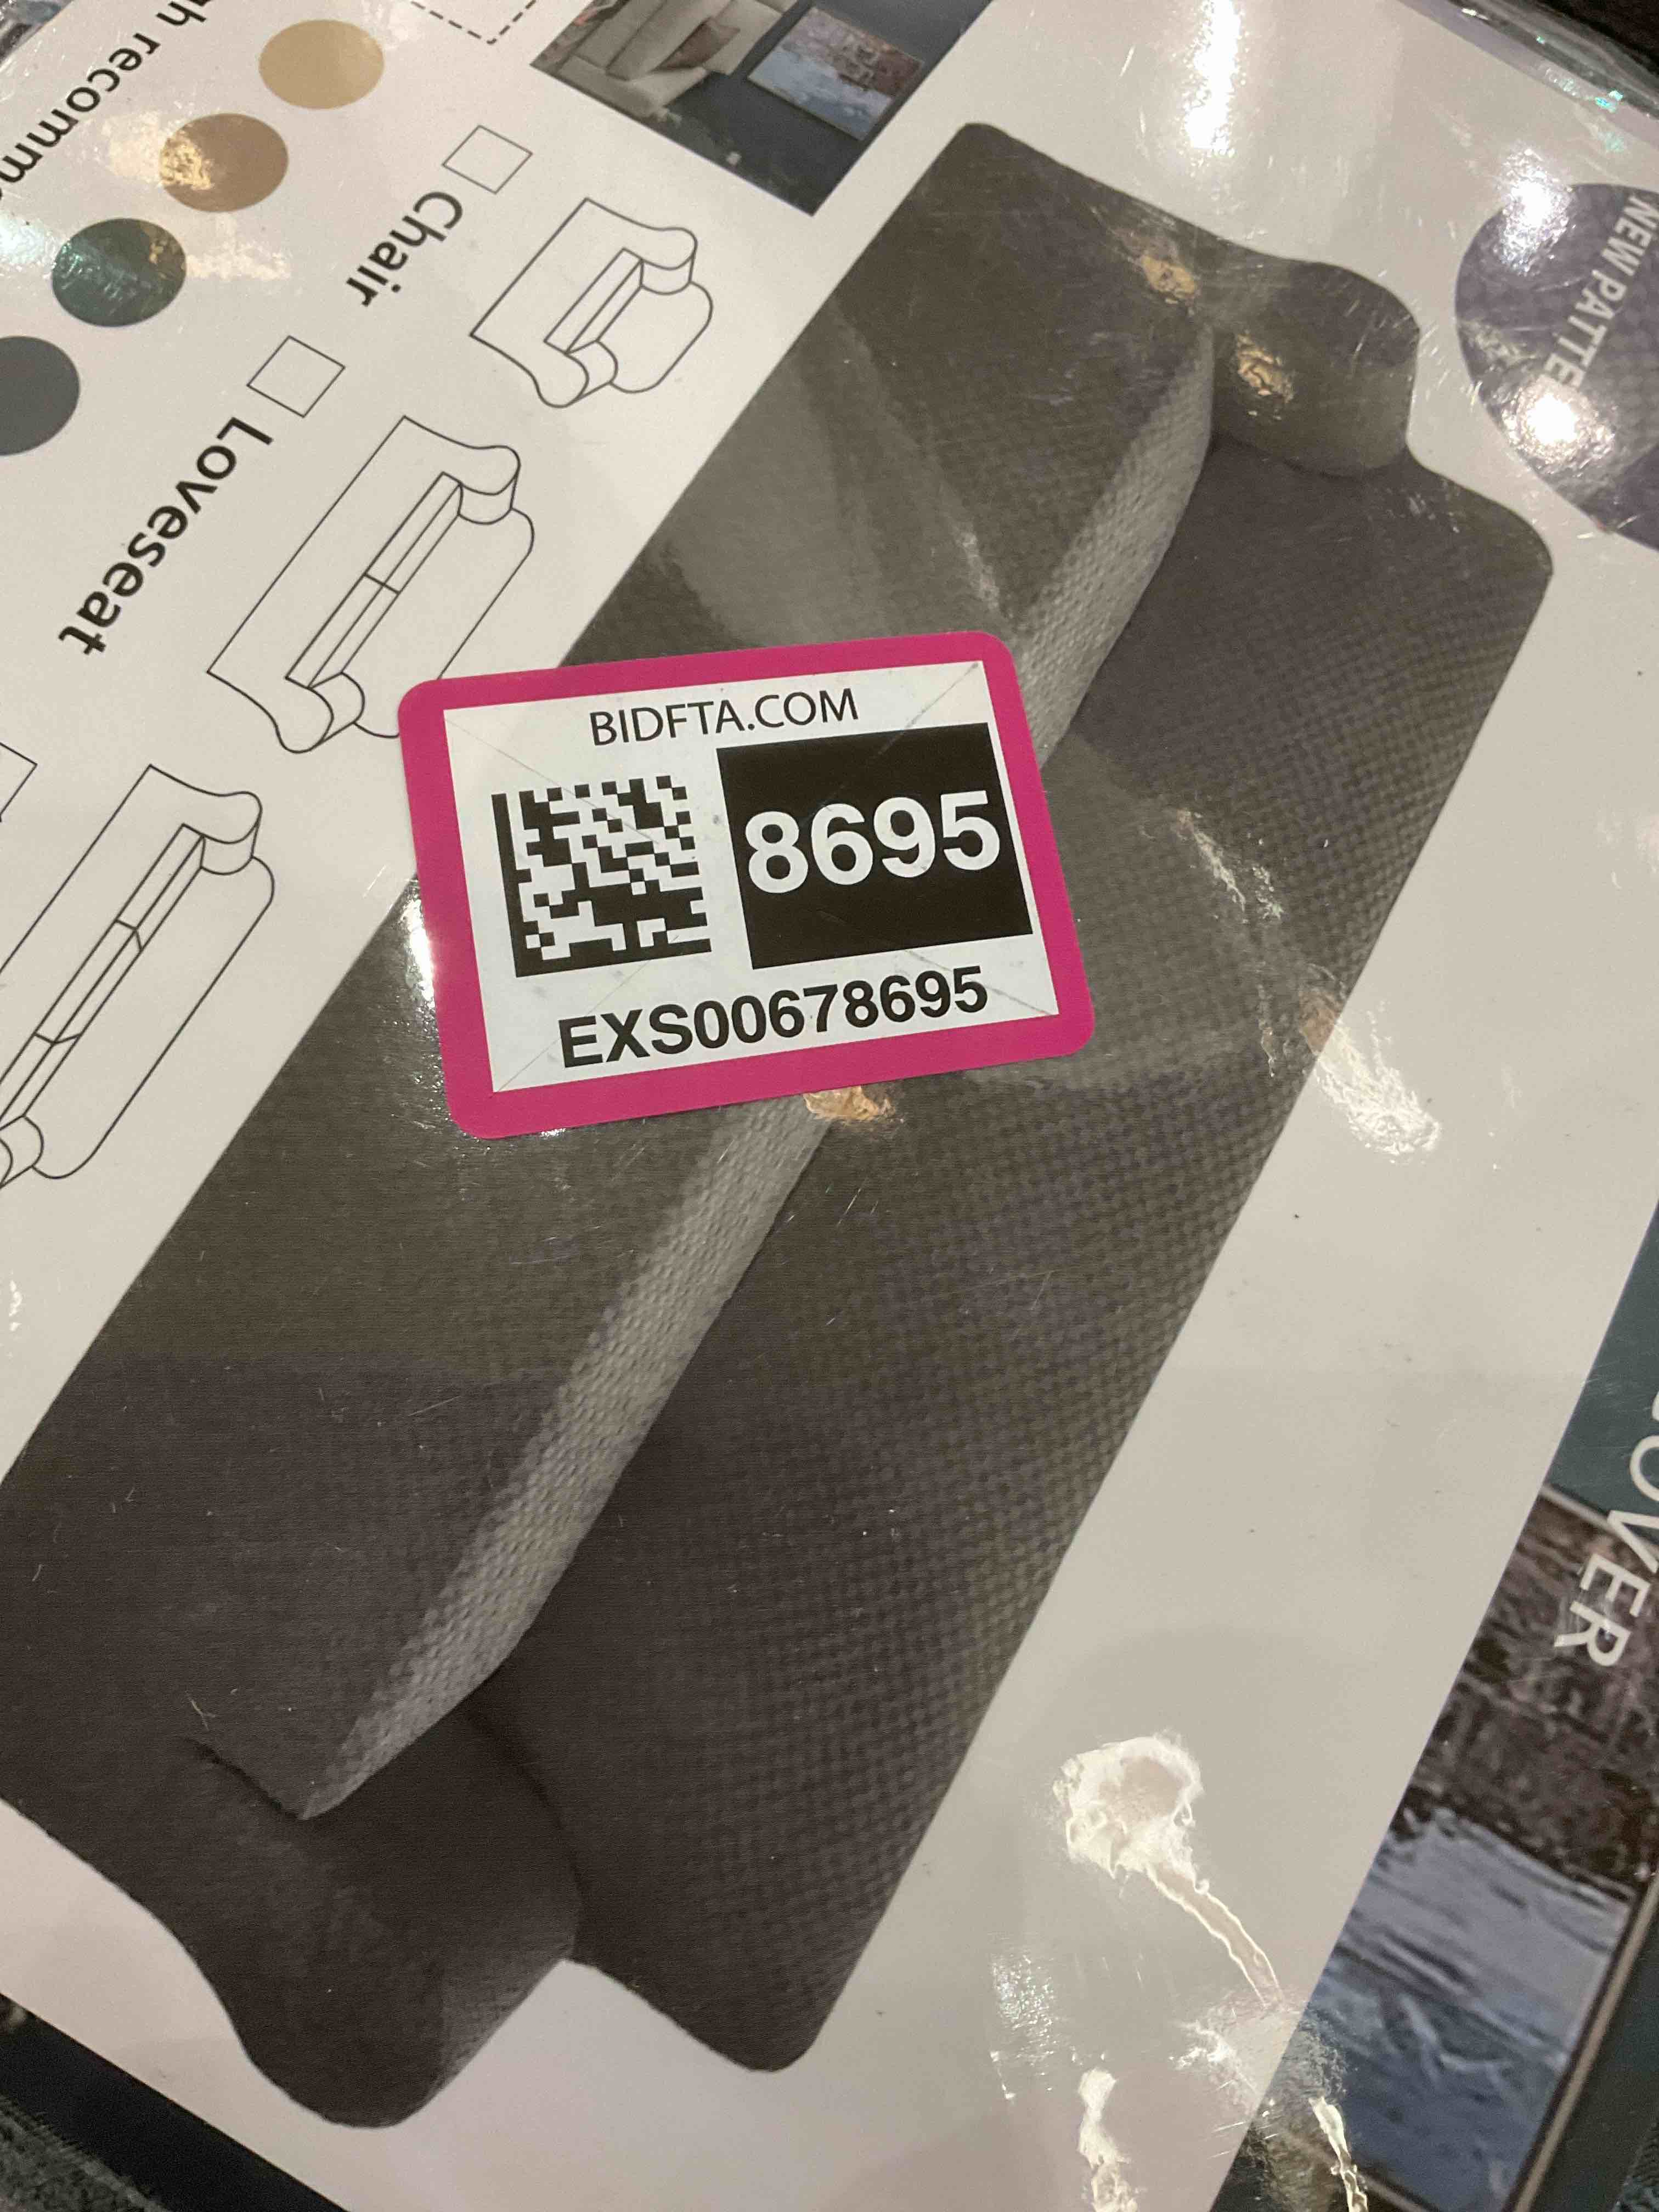 BIDFTA.COM
8695
EXS00678695
Chair
Loveseat
NEW PATTE
OVER